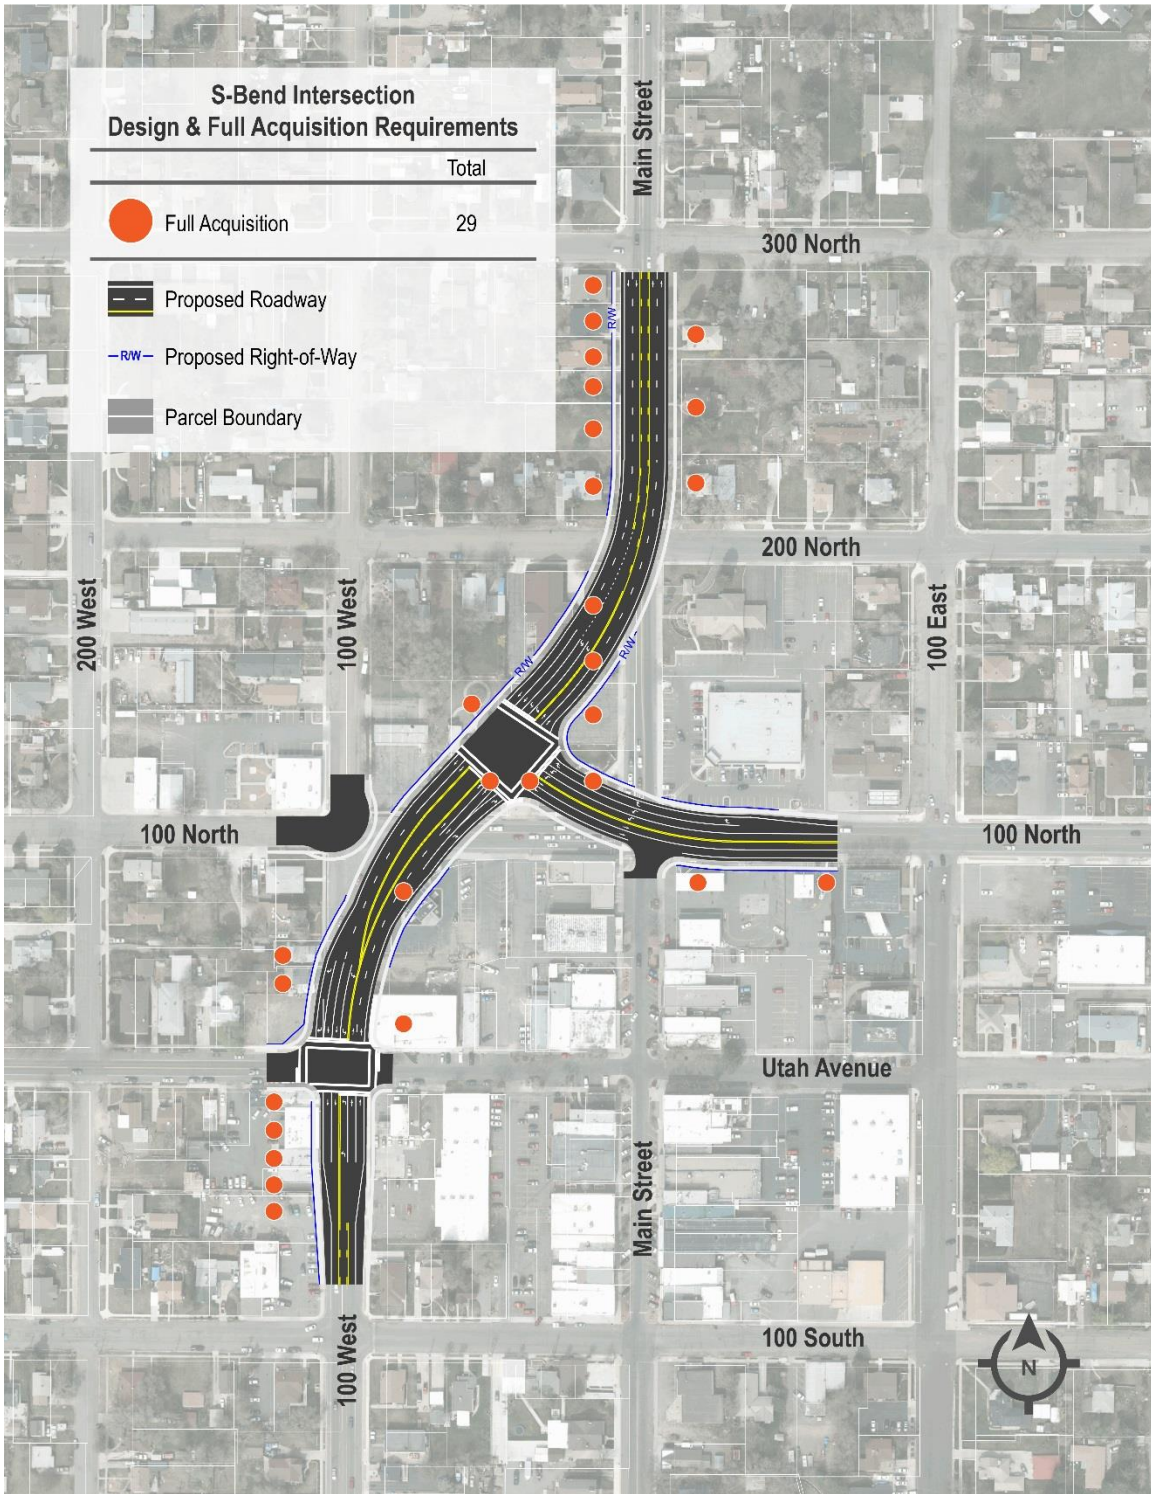 S-Bend Intersection
Design & Full Acquisition Requirements
Total
Full Acquisition 29
Proposed Roadway
R/W Proposed Right-of-Way
Parcel Boundary
Main Street
300 North
R/W
200 North
200 West
100 West
100 East
R/W
R/W
100 North
100 North
Utah Avenue
Main Street
100 South
100 West
N